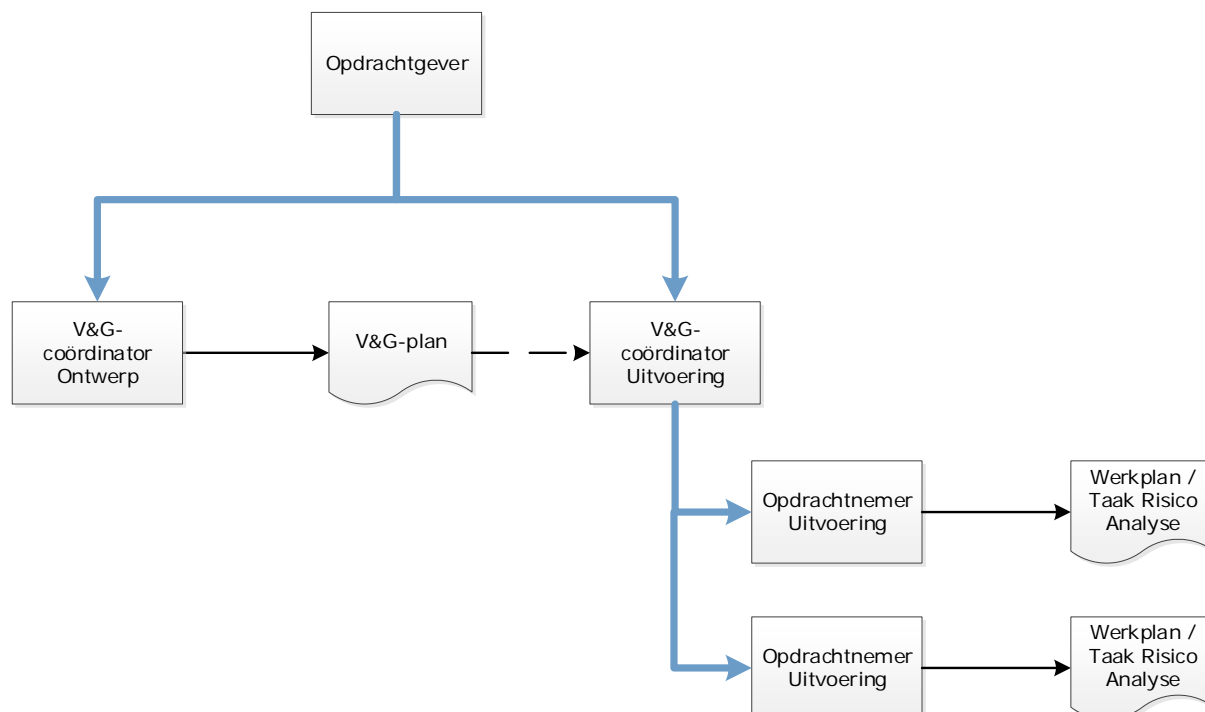 Opdrachtgever
V&G-
coördinator
Ontwerp
V&G-plan
V&G-
coördinator
Uitvoering
Opdrachtnemer
Uitvoering
Werkplan /
Taak Risico
Analyse
Opdrachtnemer
Uitvoering
Werkplan /
Taak Risico
Analyse